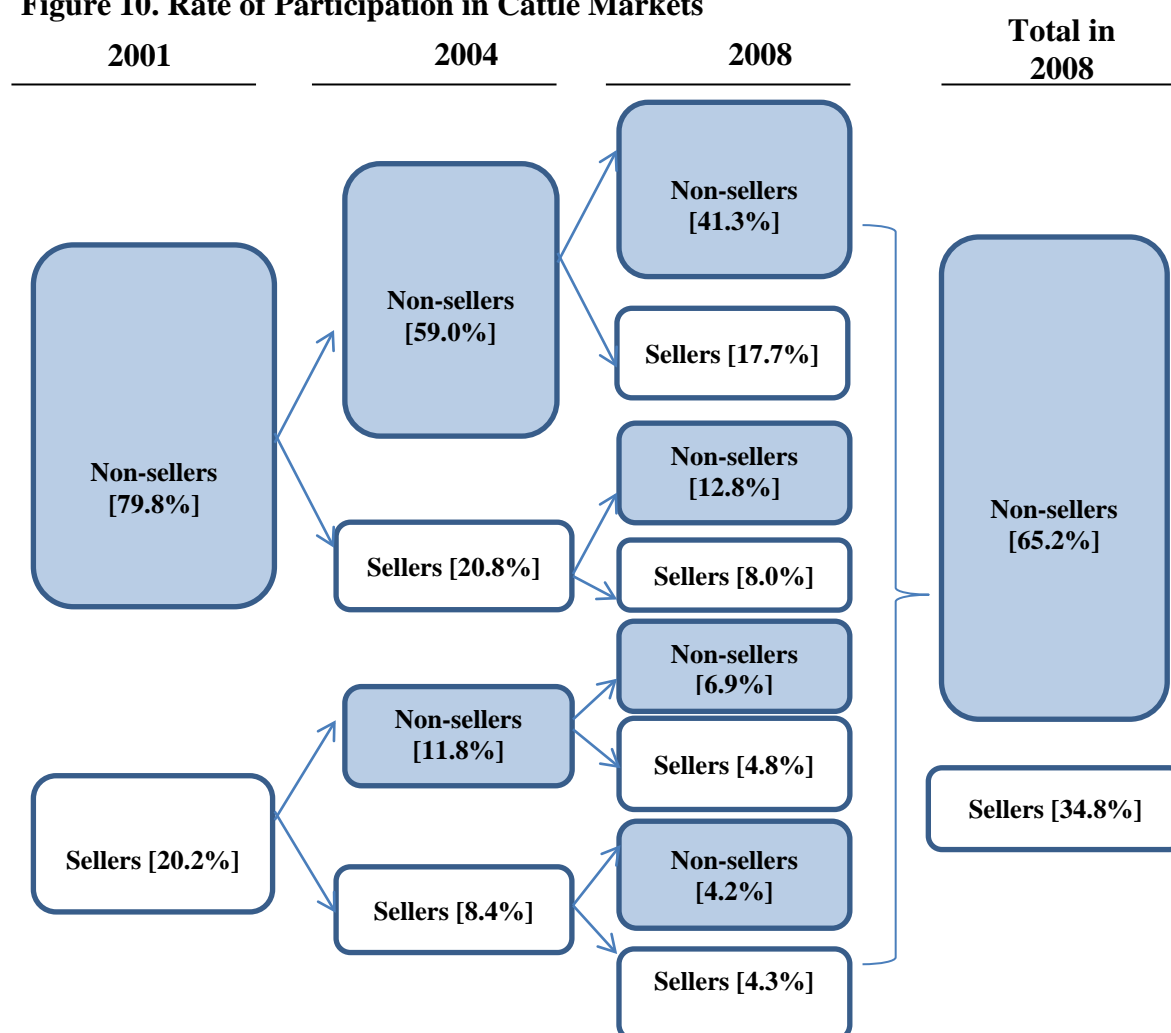 Figure 10. Rate of Participation in Cattle Markets
2001
2004
2008
Total in
2008
Non-sellers
[79.8%]
Sellers [20.2%]
Non-sellers
[59.0%]
Sellers [20.8%]
Non-sellers
[11.8%]
Sellers [8.4%]
Non-sellers
[41.3%]
Sellers [17.7%]
Non-sellers
[12.8%]
Sellers [8.0%]
Non-sellers
[6.9%]
Sellers [4.8%]
Non-sellers
[4.2%]
Sellers [4.3%]
Non-sellers
[65.2%]
Sellers [34.8%]